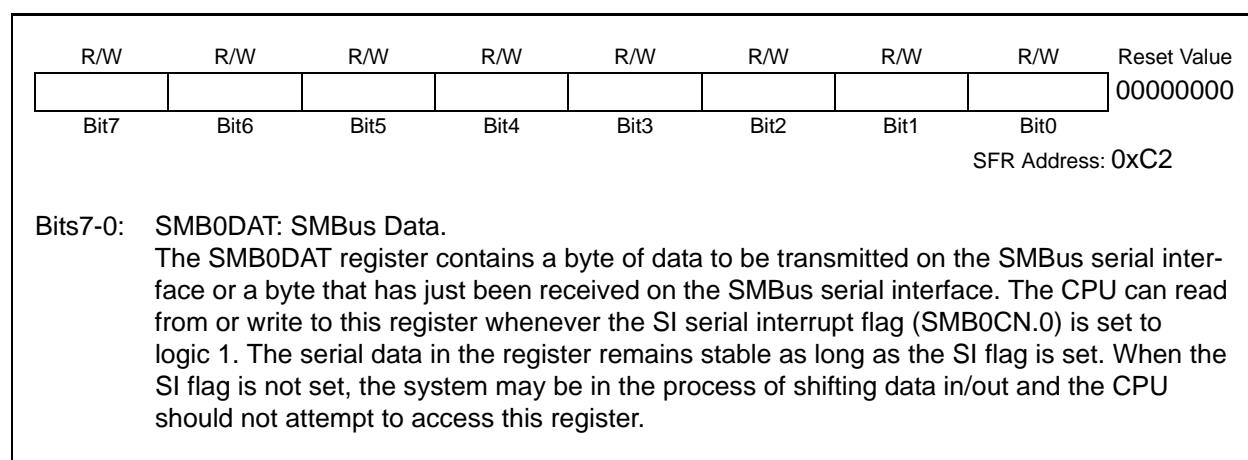 R/W R/W R/W R/W R/W R/W R/W R/W Reset Value
00000000
Bit7 Bit6 Bit5 Bit4 Bit3 Bit2 Bit1 Bit0
SFR Address: 0xC2
Bits7-0: SMB0DAT: SMBus Data.
The SMB0DAT register contains a byte of data to be transmitted on the SMBus serial inter-
face or a byte that has just been received on the SMBus serial interface. The CPU can read
from or write to this register whenever the SI serial interrupt flag (SMB0CN.0) is set to
logic 1. The serial data in the register remains stable as long as the SI flag is set. When the
SI flag is not set, the system may be in the process of shifting data in/out and the CPU
should not attempt to access this register.